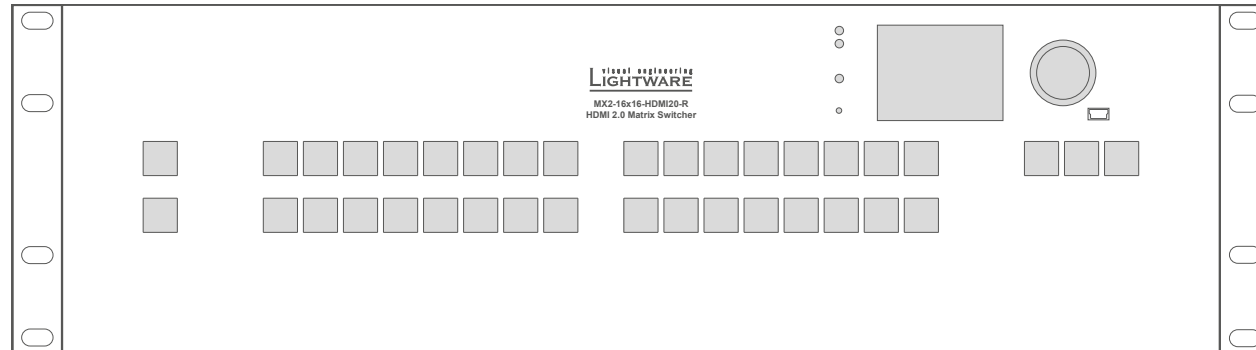 visual engineering
LIGHTWARE
MX2-16x16-HDMI20-R
HDMI 2.0 Matrix Switcher